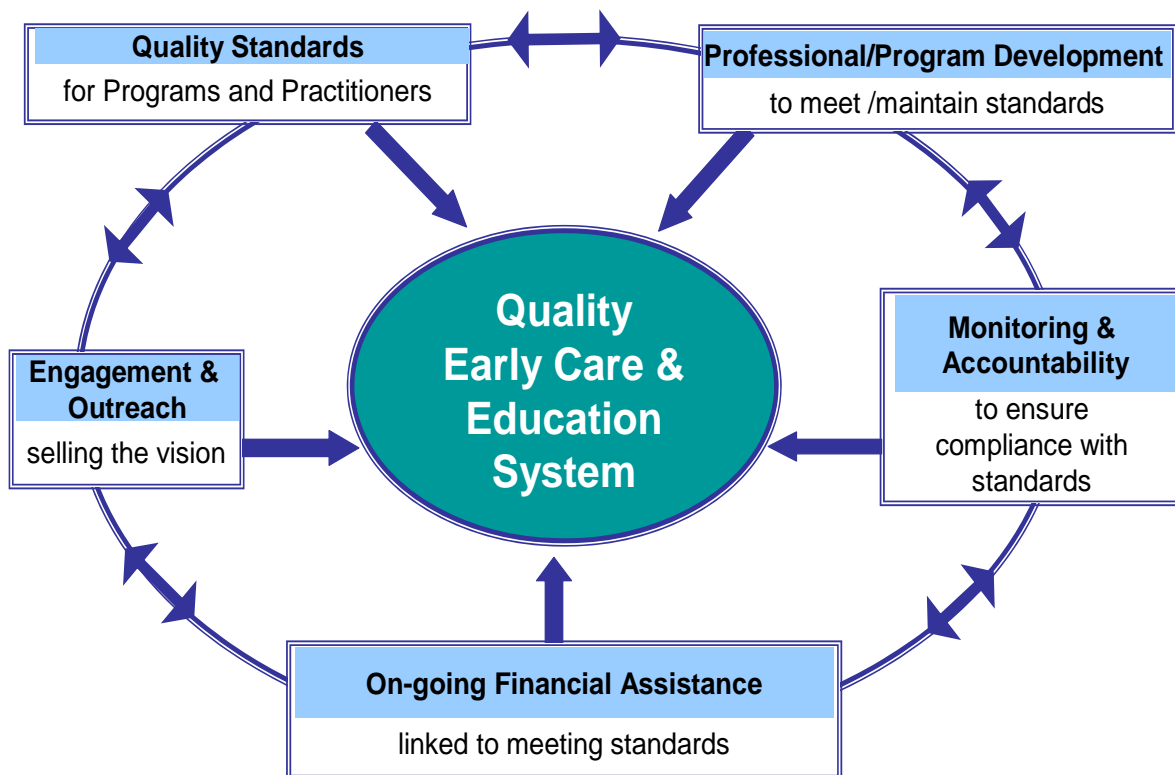 Quality Standards
for Programs and Practitioners
Professional/Program Development
to meet /maintain standards
Quality
Early Care &
Education
System
Engagement &
Outreach
selling the vision
Monitoring &
Accountability
to ensure
compliance with
standards
On-going Financial Assistance
linked to meeting standards